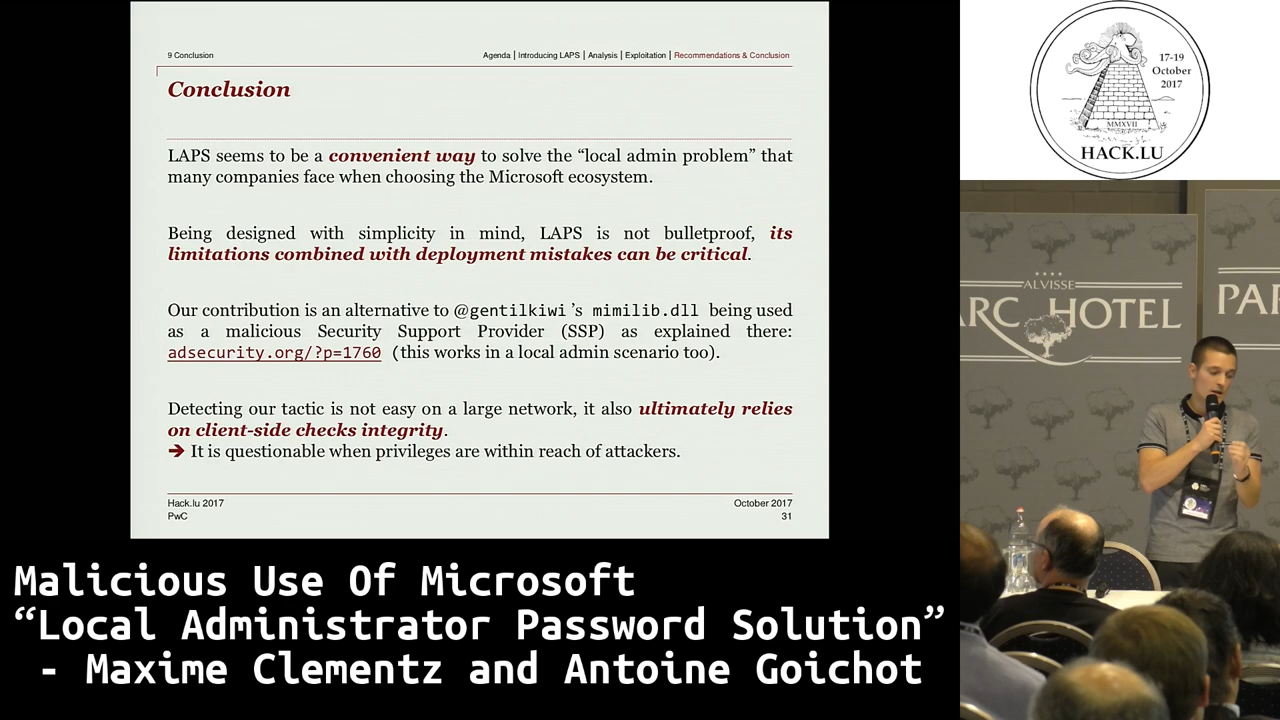 9 Conclusion
Agenda | Introducing LAPS | Analysis | Exploitation | Recommendations & Conclusion
Conclusion
LAPS seems to be a convenient way to solve the “local admin problem” that
many companies face when choosing the Microsoft ecosystem.
Being designed with simplicity in mind, LAPS is not bulletproof, its
limitations combined with deployment mistakes can be critical.
Our contribution is an alternative to @gentilkiwi ’s mimilib.dll being used
as a malicious Security Support Provider (SSP) as explained there:
adsecurity.org/?p=1760 (this works in a local admin scenario too).
Detecting our tactic is not easy on a large network, it also ultimately relies
on client-side checks integrity.
➔ It is questionable when privileges are within reach of attackers.
Hack.lu 2017
October 2017
PwC
31
17-19
October
2017
MMXVII
HACK.LU
ALVISSE
ARC HOTEL
PA
Malicious Use Of Microsoft
“Local Administrator Password Solution”
- Maxime Clementz and Antoine Goichot